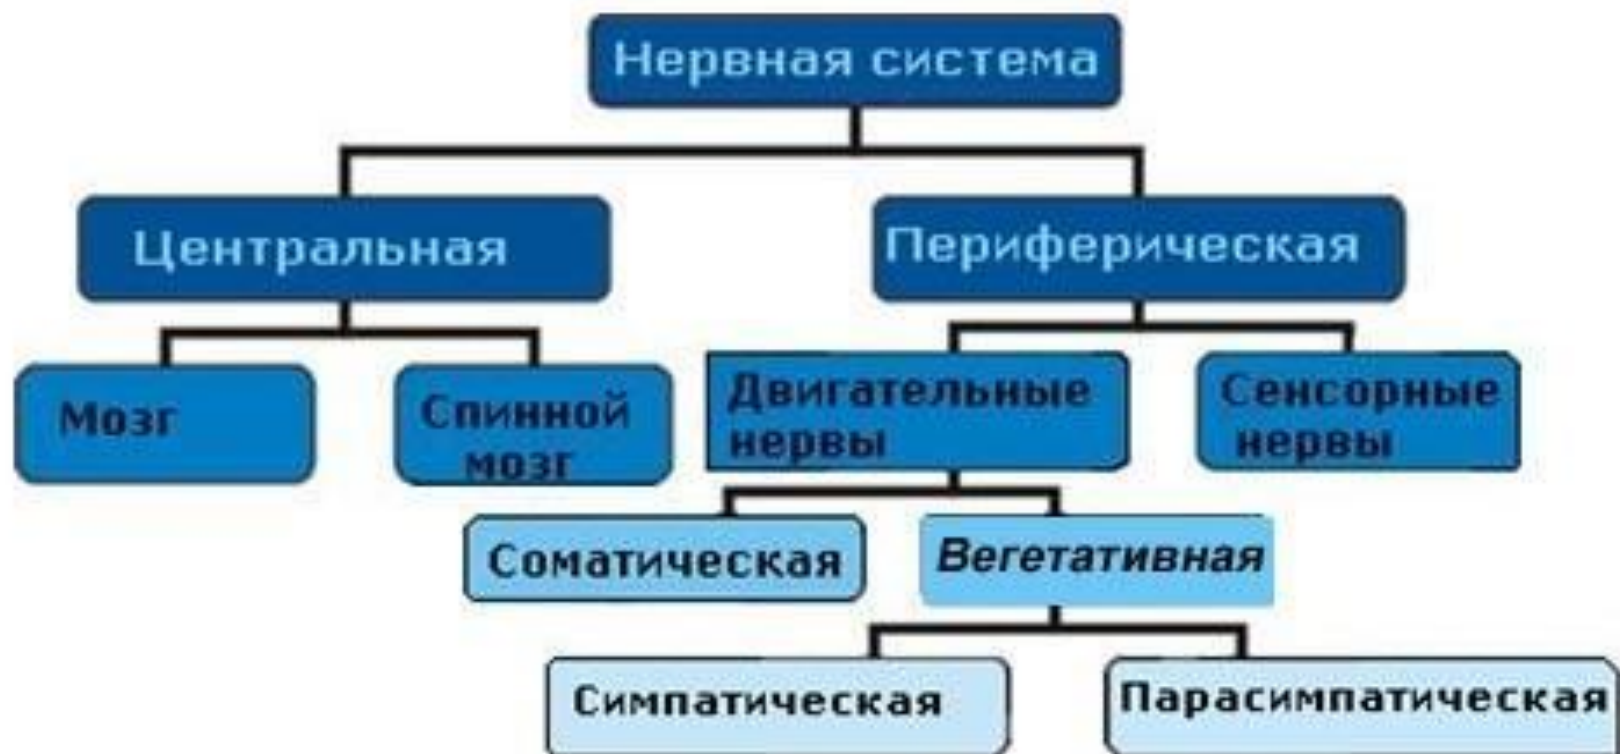 Нервная система
Центральная
Периферическая
Мозг
Спинной
мозг
Двигательные
нервы
Сенсорные
нервы
Соматическая
Вегетативная
Симпатическая
Парасимпатическая